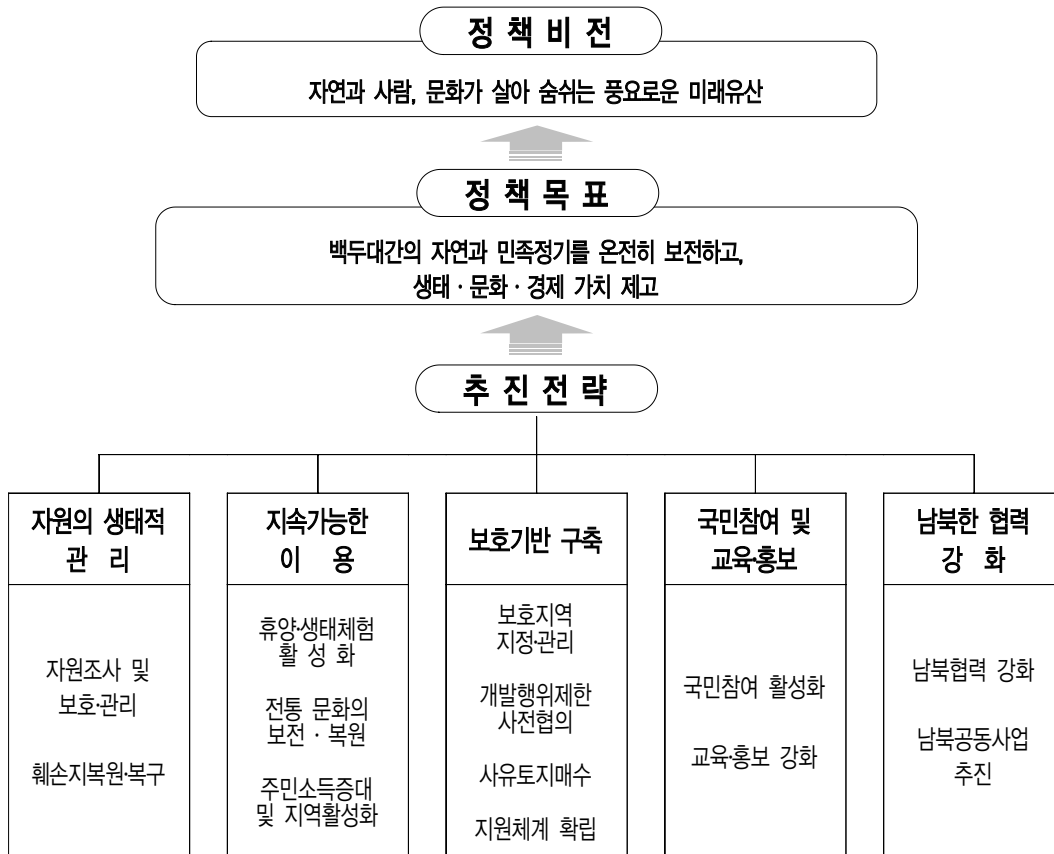 정 책 비 전
자연과 사람, 문화가 살아 숨쉬는 풍요로운 미래유산
정 책 목 표
백두대간의 자연과 민족정기를 온전히 보전하고,
생태 · 문화 · 경제 가치 제고
추 진 전 략
자원의 생태적
관 리
자원조사 및
보호·관리
훼손지복원·복구
지속가능한
이 용
휴양·생태체험
활 성 화
전통 문화의
보전 · 복원
주민소득증대
및 지역활성화
보호기반 구축
보호지역
지정·관리
개발행위제한
사전협의
사유토지매수
지원체계 확립
국민참여 및
교육·홍보
국민참여 활성화
교육·홍보 강화
남북한 협력
강 화
남북협력 강화
남북공동사업
추진